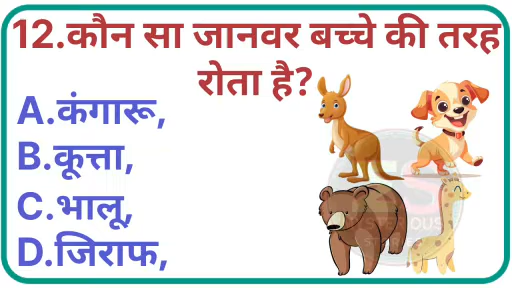 12.कौन सा जानवर बच्चे की तरह
रोता है?
A.कंगारू,
B.कूत्ता,
C.भालू,
D.जिराफ,